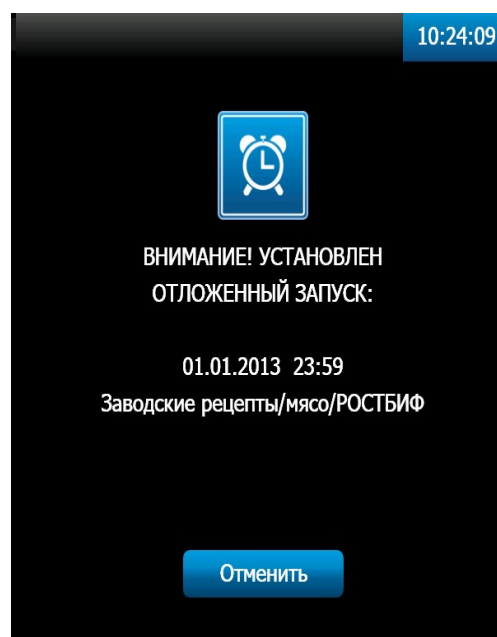 10:24:09
ВНИМАНИЕ! УСТАНОВЛЕН
ОТЛОЖЕННЫЙ ЗАПУСК:
01.01.2013 23:59
Заводские рецепты/мясо/РОСТБИФ
Отменить